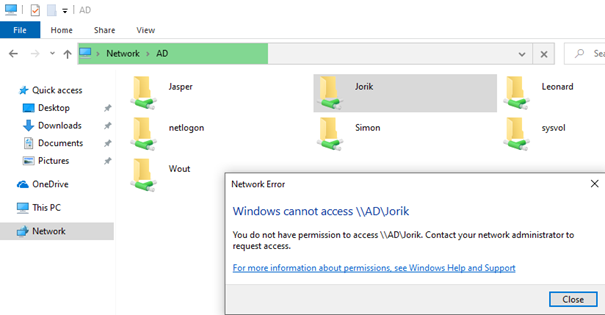 AD
File Home Share View
Network AD Sea
Quick access
Desktop
Downloads
Documents
Pictures
OneDrive
This PC
Network
Jasper Jorik Leonard
netlogon Simon sysvol
Wout
Network Error
Windows cannot access \\AD\Jorik
You do not have permission to access \\AD\Jorik. Contact your network administrator to
request access.
For more information about permissions, see Windows Help and Support
Close